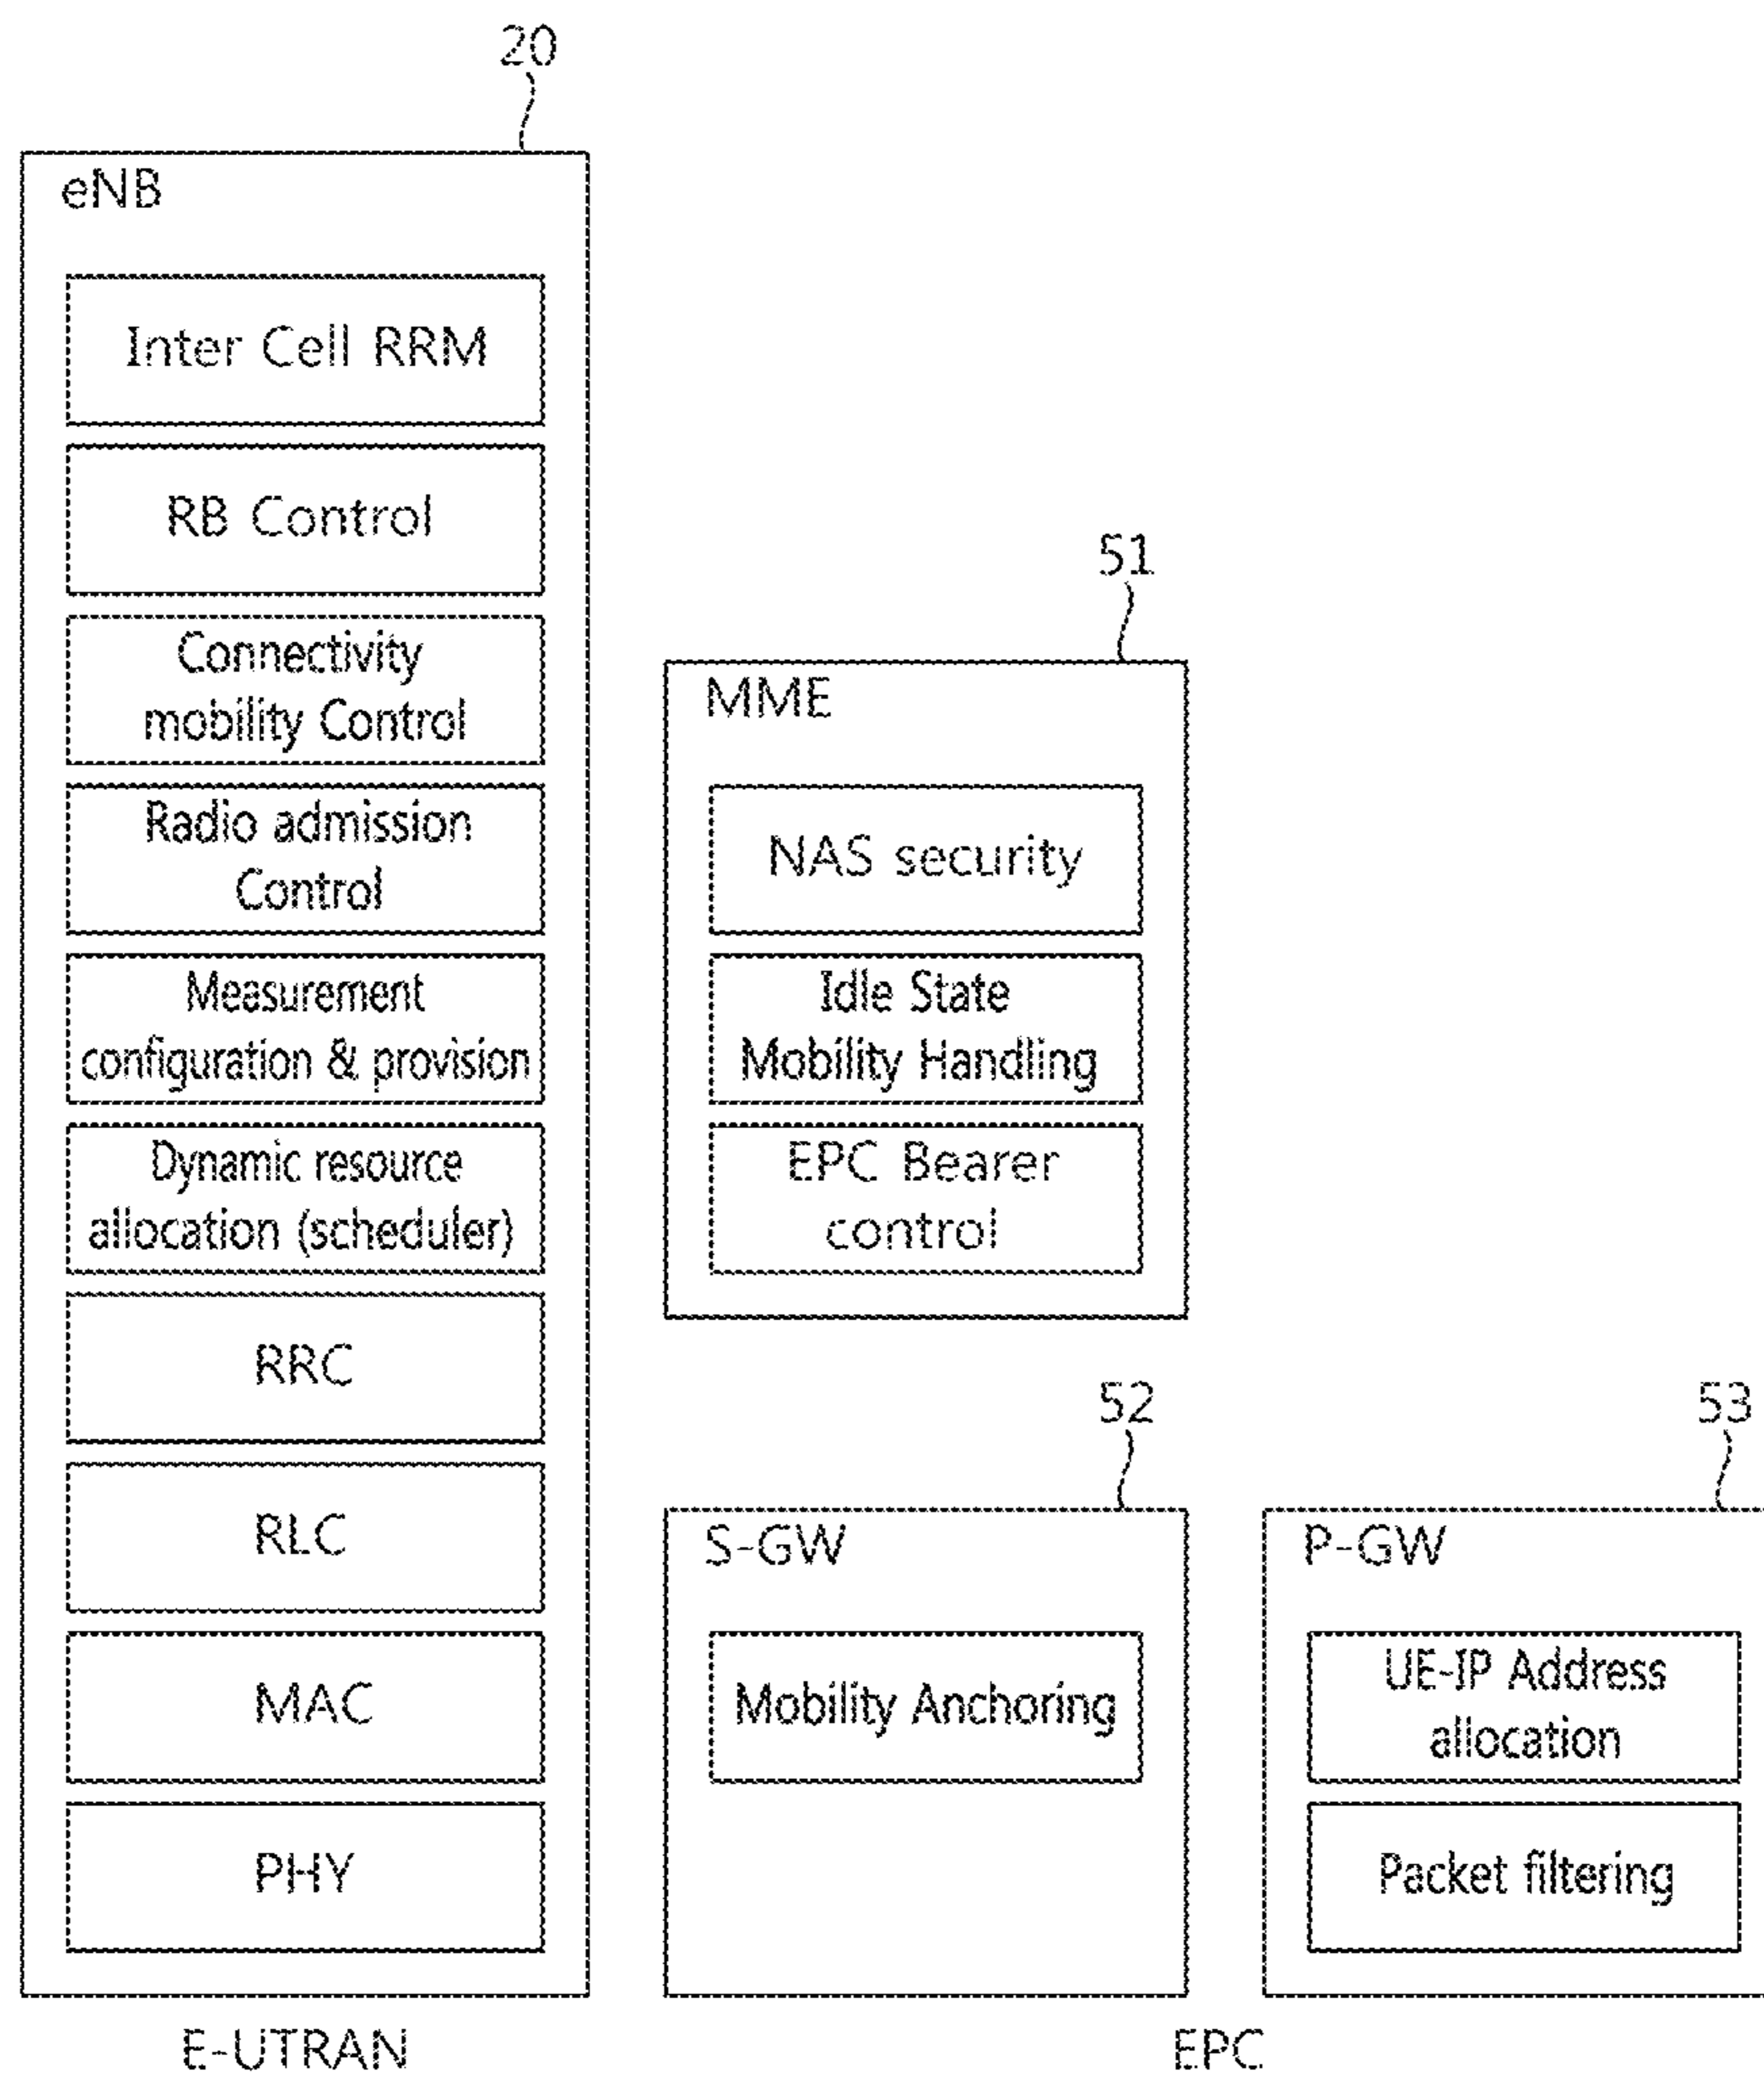 20
eNB
Inter Cell RRM
RB Control
Connectivity
mobility Control
Radio admission
Control
Measurement
configuration & provision
Dynamic resource
allocation (scheduler)
RRC
RLC
MAC
PHY
E-UTRAN
51
MME
NAS security
Idle State
Mobility Handling
EPC Bearer
control
52
S-GW
Mobility Anchoring
53
P-GW
UE-IP Address
allocation
Packet filtering
EPC